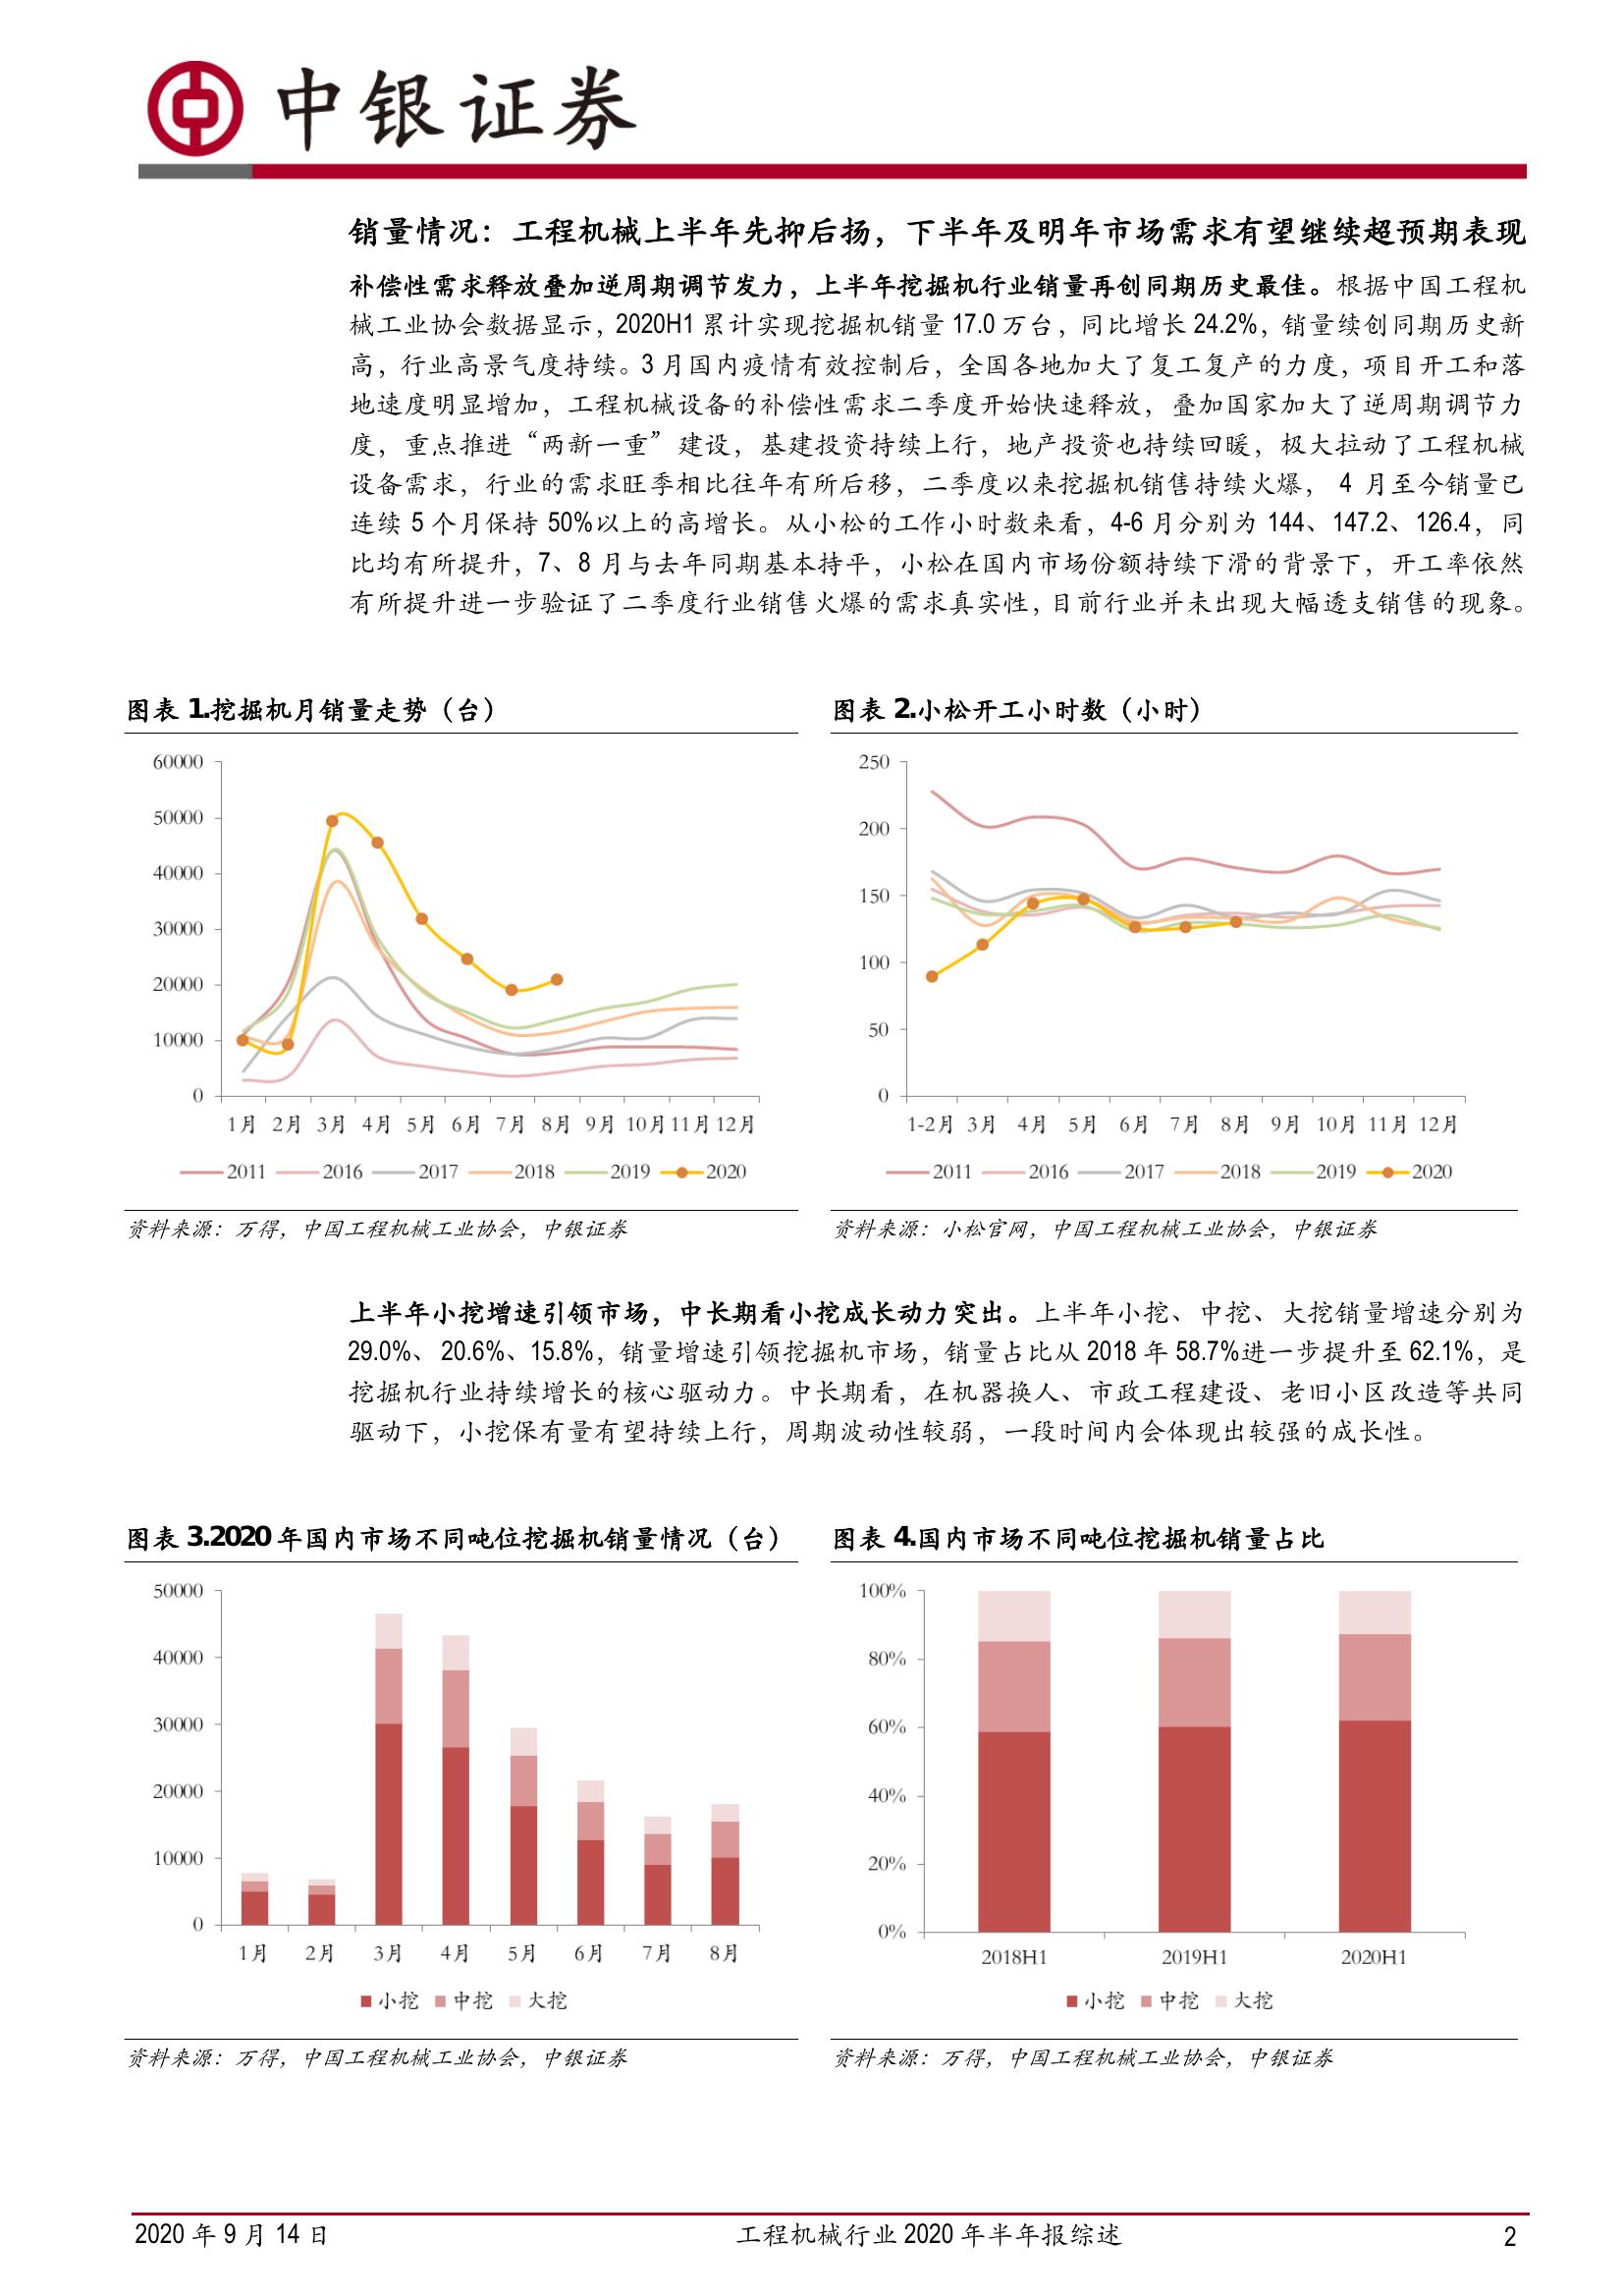 中银证券
销量情况：工程机械上半年先抑后扬，下半年及明年市场需求有望继续超预期表现
补偿性需求释放叠加逆周期调节发力，上半年挖掘机行业销量再创同期历史最佳。根据中国工程机
械工业协会数据显示，2020H1 累计实现挖掘机销量 17.0 万台，同比增长 24.2%，销量续创同期历史新
高，行业高景气度持续。3 月国内疫情有效控制后，全国各地加大了复工复产的力度，项目开工和落
地速度明显增加，工程机械设备的补偿性需求二季度开始快速释放，叠加国家加大了逆周期调节力
度，重点推进“两新一重”建设，基建投资持续上行，地产投资也持续回暖，极大拉动了工程机械
设备需求，行业的需求旺季相比往年有所后移，二季度以来挖掘机销售持续火爆， 4 月至今销量已
连续 5 个月保持 50%以上的高增长。从小松的工作小时数来看，4-6 月分别为 144、147.2、126.4，同
比均有所提升，7、8 月与去年同期基本持平，小松在国内市场份额持续下滑的背景下，开工率依然
有所提升进一步验证了二季度行业销售火爆的需求真实性，目前行业并未出现大幅透支销售的现象。
图表 1.挖掘机月销量走势（台）
60000
50000
40000
30000
20000
10000
0
1月 2月 3月 4月 5月 6月 7月 8月 9月 10月 11月 12月
2011 2016 2017 2018 2019 2020
资料来源：万得，中国工程机械工业协会，中银证券
图表 2.小松开工小时数（小时）
250
200
150
100
50
0
1-2月 3月 4月 5月 6月 7月 8月 9月 10月 11月 12月
2011 2016 2017 2018 2019 2020
资料来源：小松官网，中国工程机械工业协会，中银证券
上半年小挖增速引领市场，中长期看小挖成长动力突出。上半年小挖、中挖、大挖销量增速分别为
29.0%、20.6%、15.8%，销量增速引领挖掘机市场，销量占比从 2018 年 58.7%进一步提升至 62.1%，是
挖掘机行业持续增长的核心驱动力。中长期看，在机器换人、市政工程建设、老旧小区改造等共同
驱动下，小挖保有量有望持续上行，周期波动性较弱，一段时间内会体现出较强的成长性。
图表 3.2020 年国内市场不同吨位挖掘机销量情况（台）
50000
40000
30000
20000
10000
0
1月 2月 3月 4月 5月 6月 7月 8月
小挖 中挖 大挖
资料来源：万得，中国工程机械工业协会，中银证券
图表 4.国内市场不同吨位挖掘机销量占比
100%
80%
60%
40%
20%
0%
2018H1 2019H1 2020H1
小挖 中挖 大挖
资料来源：万得，中国工程机械工业协会，中银证券
2020 年 9 月 14 日 工程机械行业 2020 年半年报综述 2